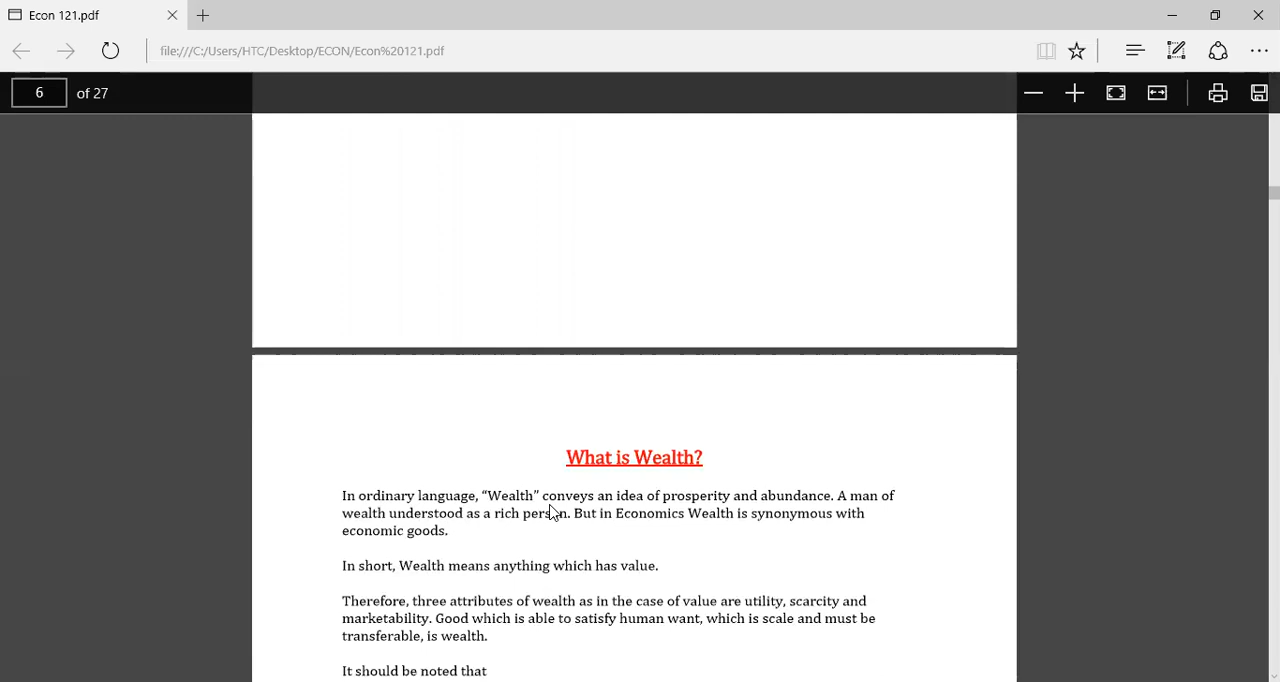 Econ 121.pdf
file:///C:/Users/HTC/Desktop/ECON/Econ%20121.pdf
6 of 27
What is Wealth?
In ordinary language, “Wealth” conveys an idea of prosperity and abundance. A man of
wealth understood as a rich person. But in Economics Wealth is synonymous with
economic goods.
In short, Wealth means anything which has value.
Therefore, three attributes of wealth as in the case of value are utility, scarcity and
marketability. Good which is able to satisfy human want, which is scale and must be
transferable, is wealth.
It should be noted that